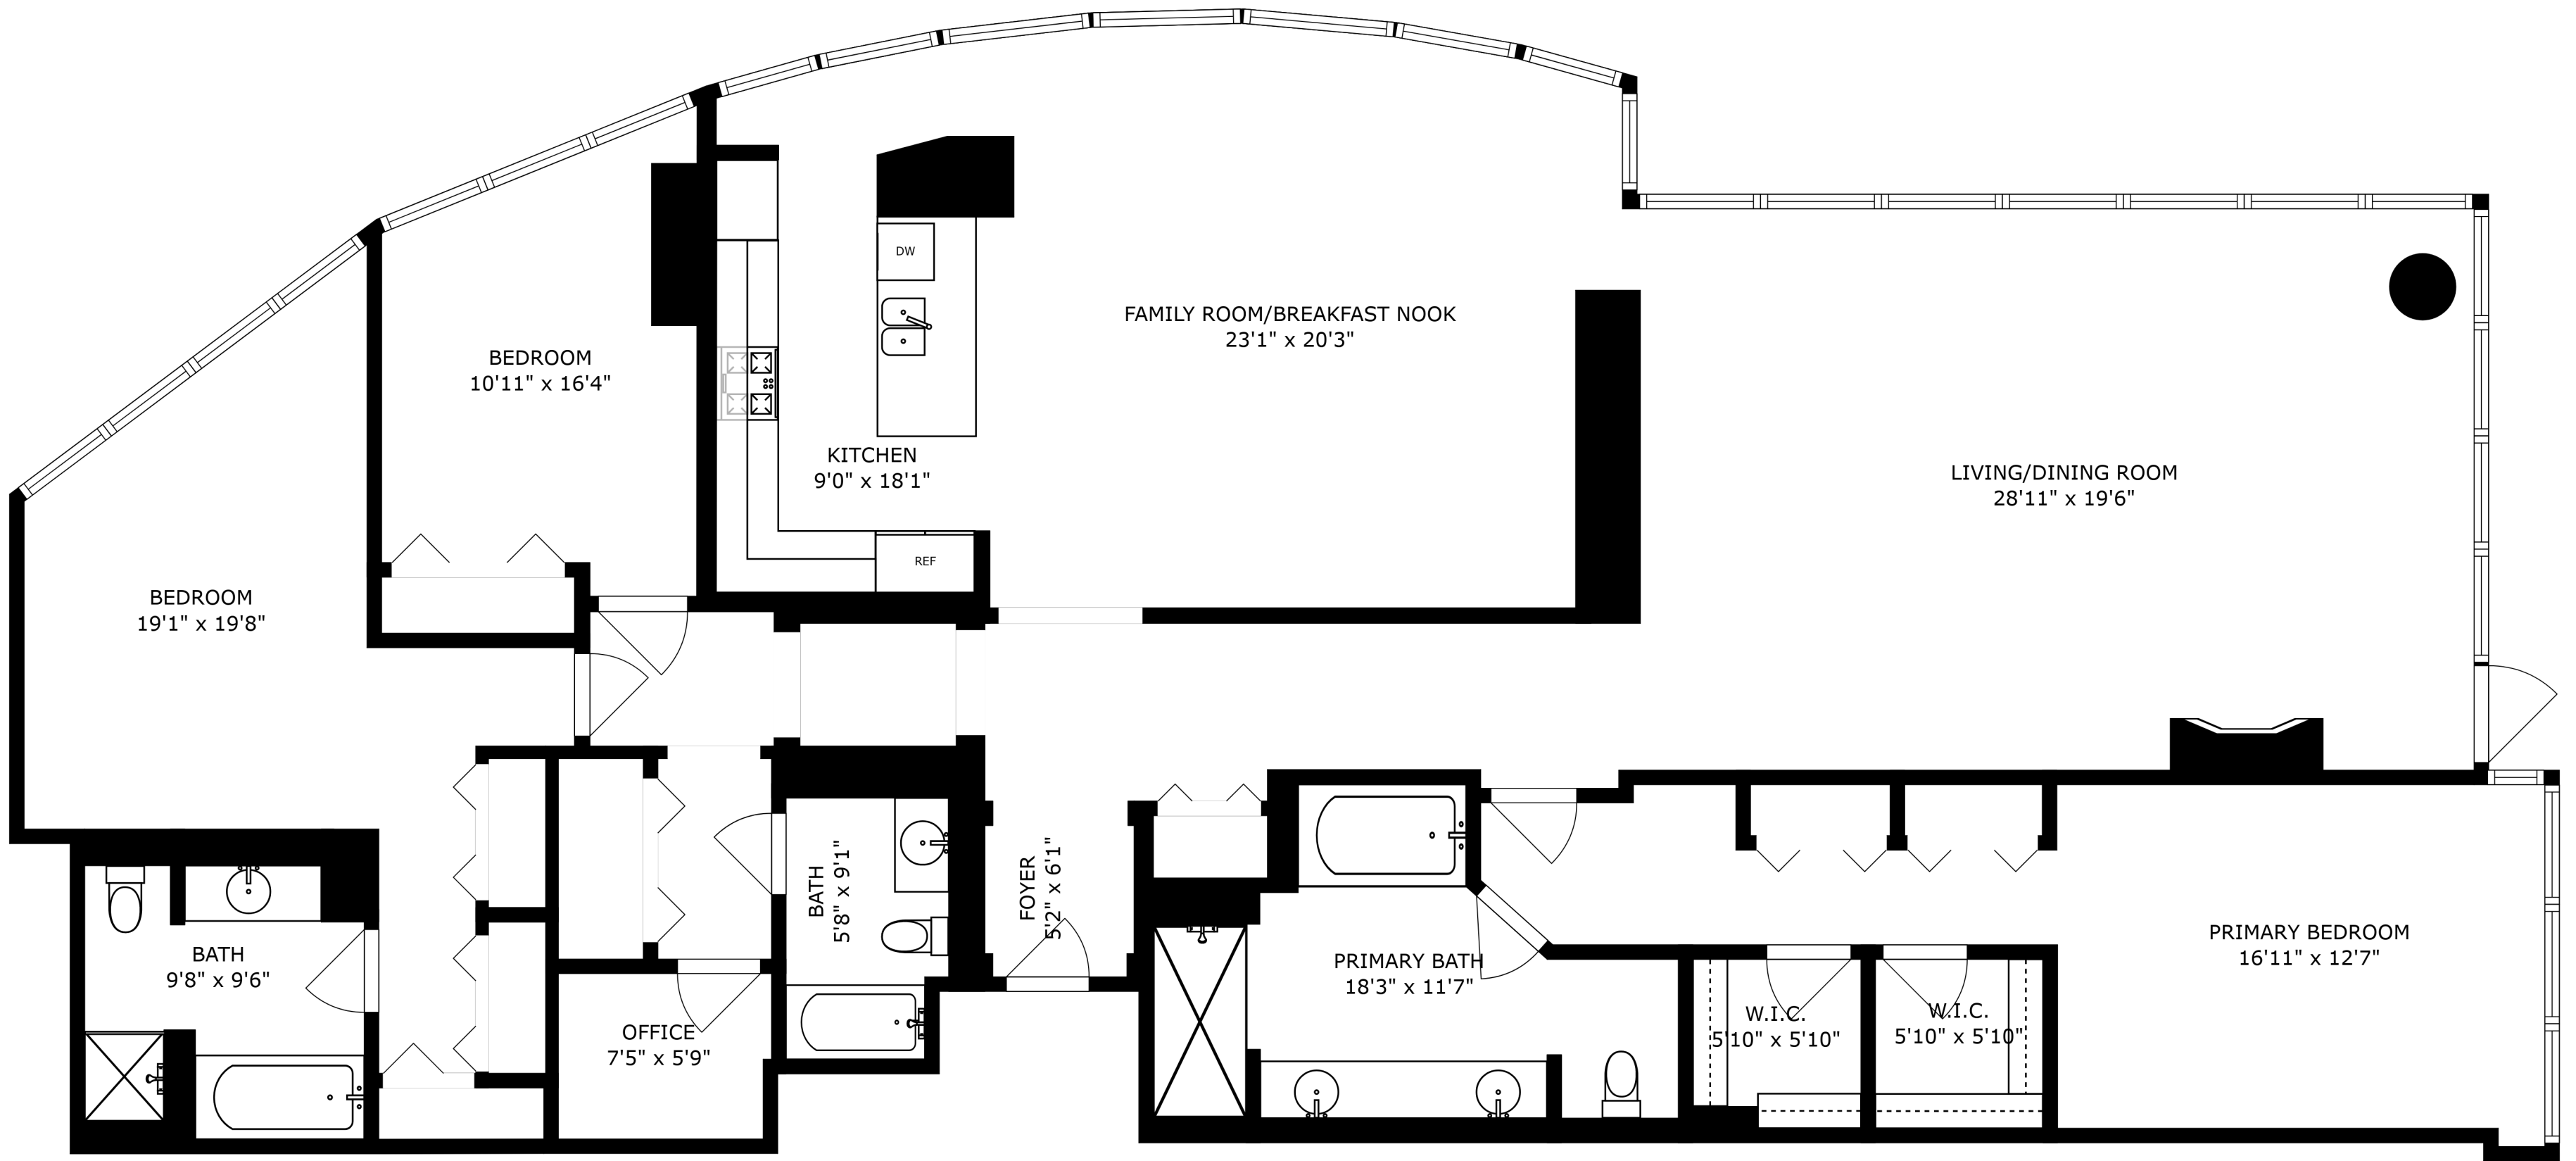 DW
FAMILY ROOM/BREAKFAST NOOK
23'1" x 20'3"
BEDROOM
10'11" x 16'4"
KITCHEN
9'0" x 18'1"
LIVING/DINING ROOM
28'11" x 19'6"
REF
BEDROOM
19'1" x 19'8"
BATH
5'8" x 9'1"
FOYER
5'2" x 6'1"
PRIMARY BEDROOM
16'11" x 12'7"
BATH
9'8" x 9'6"
PRIMARY BATH
18'3" x 11'7"
W.I.C.
5'10" x 5'10"
W.I.C.
5'10" x 5'10"
OFFICE
7'5" x 5'9"